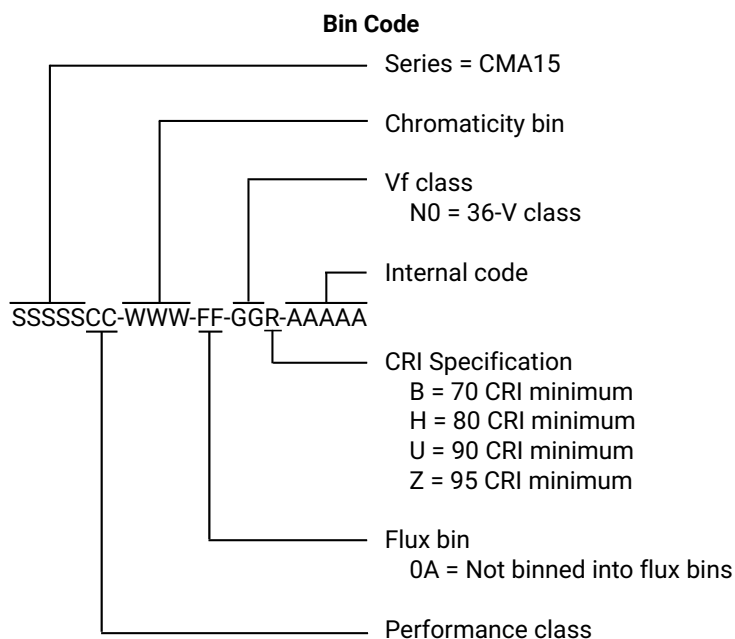 Bin Code
Series = CMA15
Chromaticity bin
Vf class
N0 = 36-V class
Internal code
SSSSSCC-WWW-FF-GGR-AAAAA
CRI Specification
B = 70 CRI minimum
H = 80 CRI minimum
U = 90 CRI minimum
Z = 95 CRI minimum
Flux bin
0A = Not binned into flux bins
Performance class